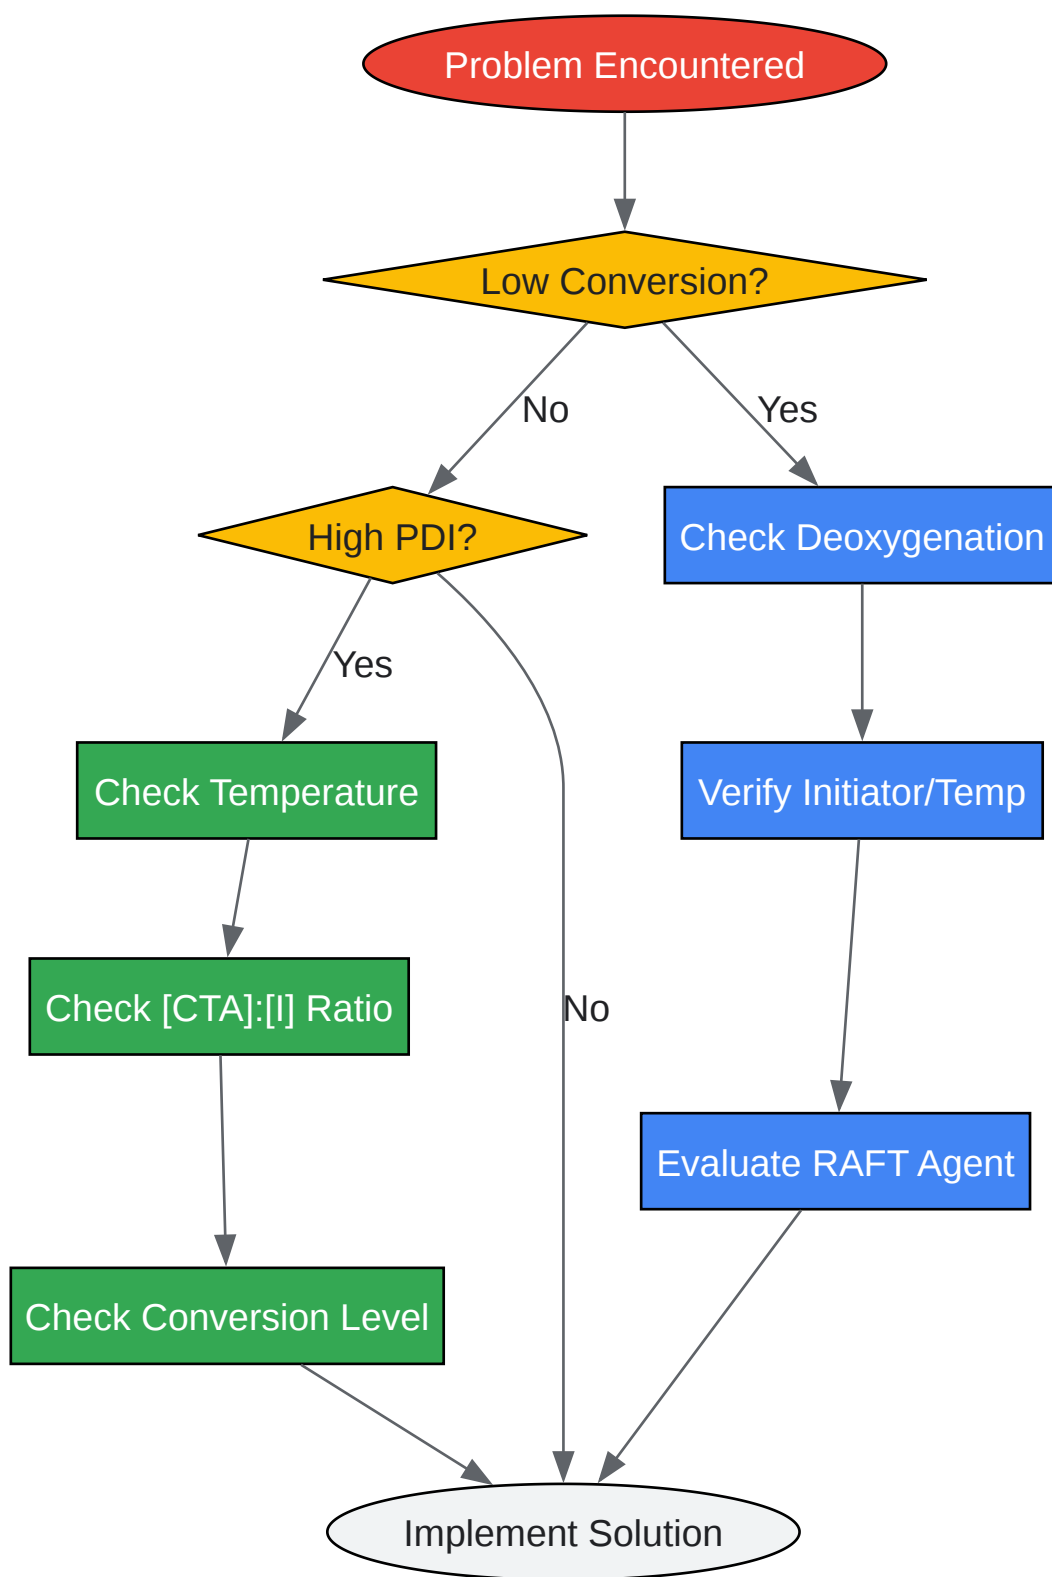 Problem Encountered
Low Conversion?
No
Yes
High PDI?
Check Deoxygenation
Yes
Check Temperature
Verify Initiator/Temp
Check [CTA]:[I] Ratio
No
Evaluate RAFT Agent
Check Conversion Level
Implement Solution